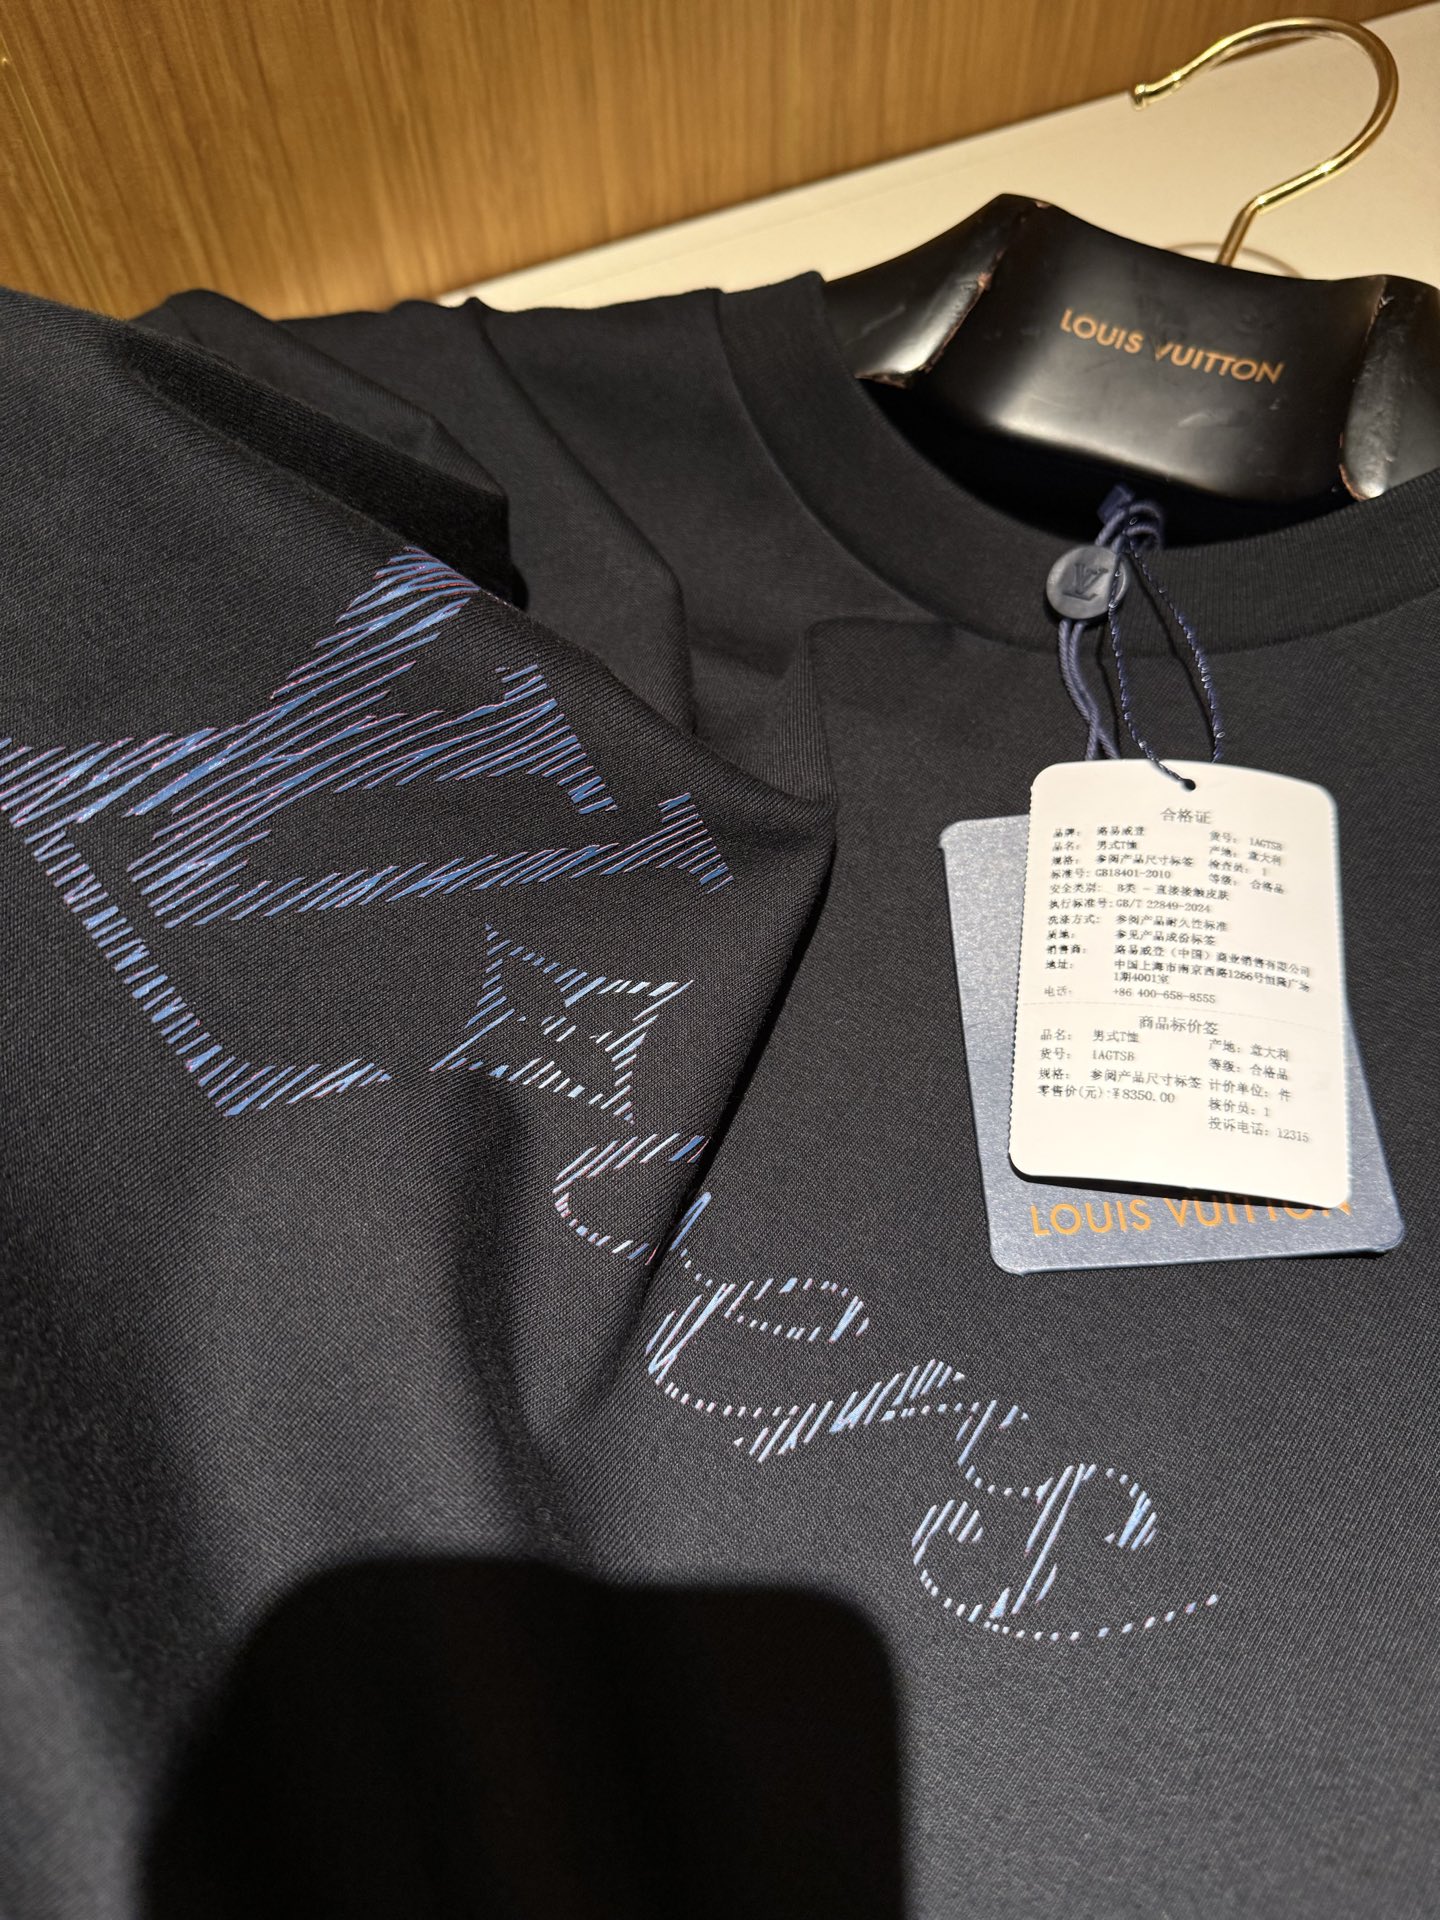 LOUIS VUITTON
LV
合格证
品牌: 路易威登 货号: 1AGTSB
品名: 男式T恤 产地: 意大利
规格: 参阅产品尺寸标签 检查员: 1
标准号: GB18401-2010 等级: 合格品
安全类别: B类 - 直接接触皮肤
执行标准号: GB/T 22849-2024
洗涤方式: 参阅产品耐久性标准
质地: 参见产品成份标签
销售商: 路易威登(中国)商业销售有限公司
地址: 中国上海市南京西路1266号恒隆广场
1期4001室
电话: +86 400-658-8555
商品标价签
品名: 男式T恤 产地: 意大利
货号: 1AGTSB 等级: 合格品
规格: 参阅产品尺寸标签 计价单位: 件
零售价(元):¥8350.00 核价员: 1
投诉电话: 12315
LOUIS VUITTON